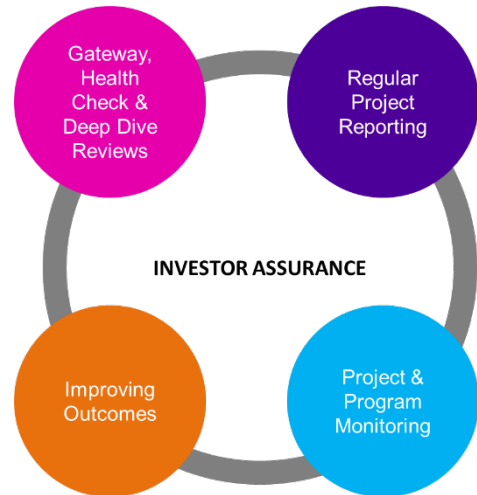 Gateway,
Health
Check &
Deep Dive
Reviews
Regular
Project
Reporting
INVESTOR ASSURANCE
Improving
Outcomes
Project &
Program
Monitoring